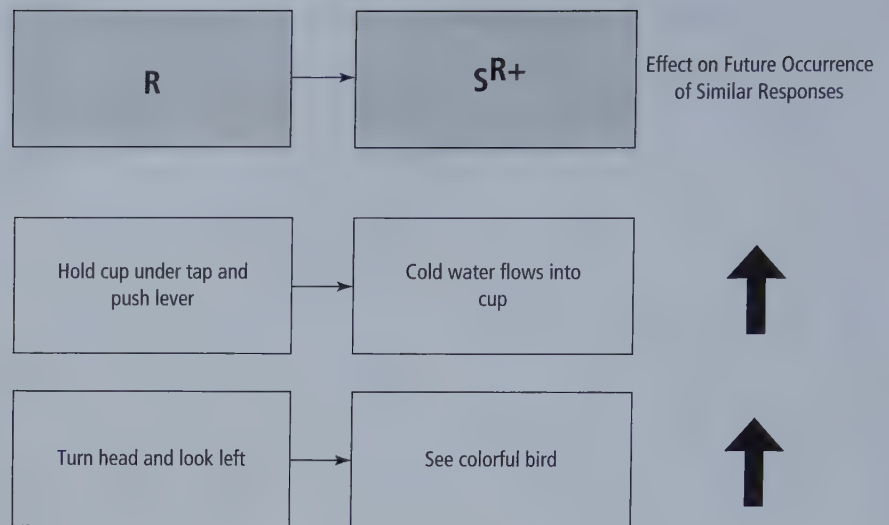 R
SR+
Effect on Future Occurrence
of Similar Responses
Hold cup under tap and
push lever
Cold water flows into
cup
Turn head and look left
See colorful bird